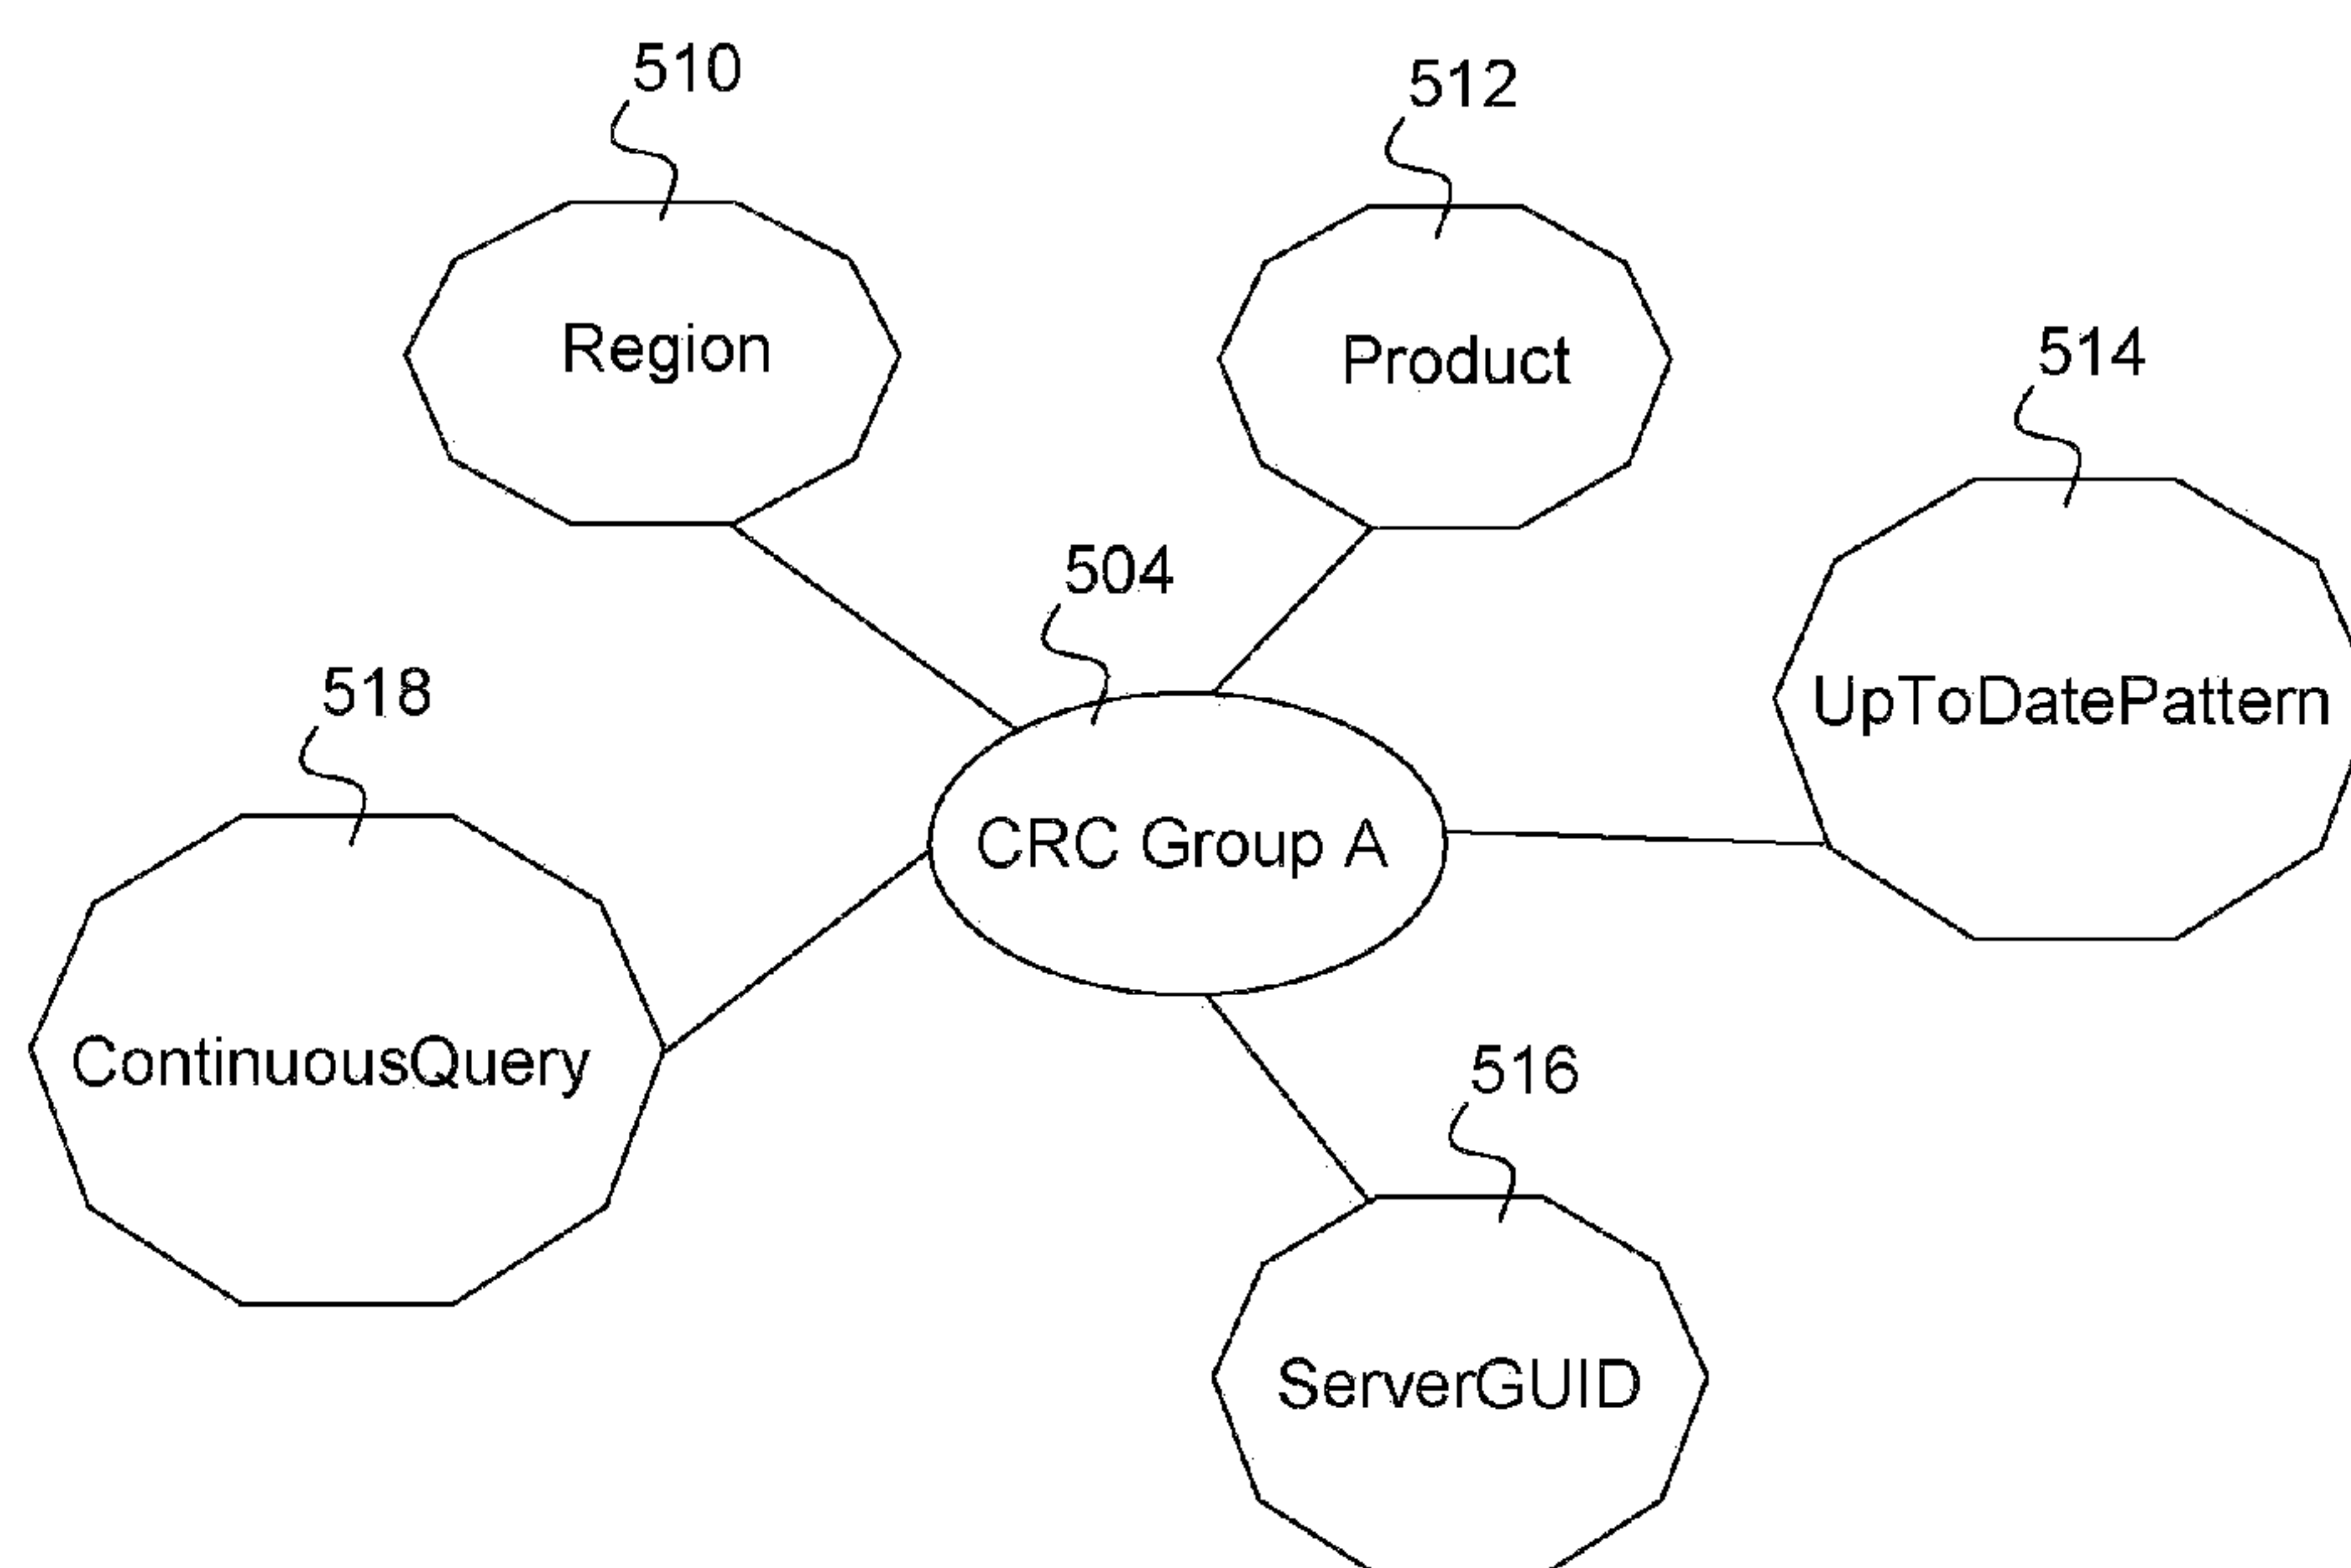 510
512
Region
Product
514
504
UpToDatePattern
518
CRC Group A
ContinuousQuery
516
ServerGUID